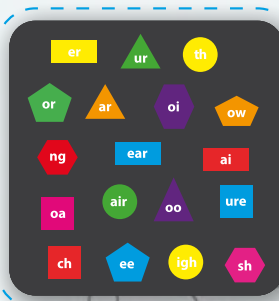 er ur th
or ar oi ow
ng ear ai
oa air oo ure
ch ee igh sh